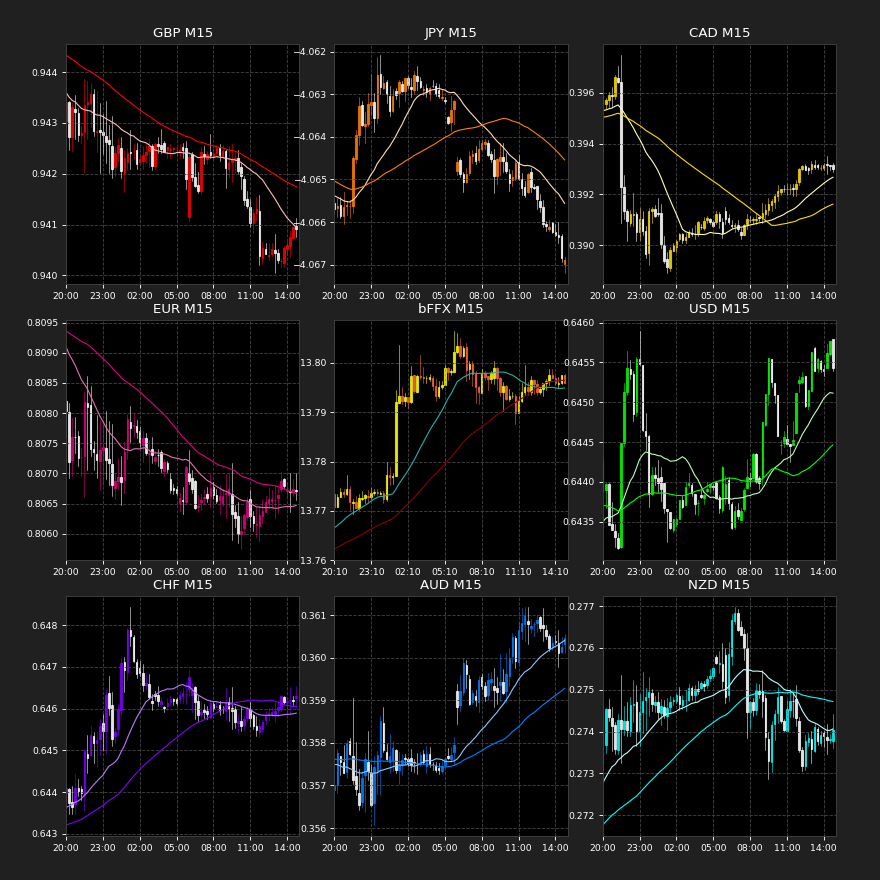 GBP M15
JPY M15
CAD M15
0.944
0.943
0.942
0.941
0.940
20:00 23:00 02:00 05:00 08:00 11:00 14:00
−4.062
−4.063
−4.064
−4.065
−4.066
−4.067
20:00 23:00 02:00 05:00 08:00 11:00 14:00
0.396
0.394
0.392
0.390
20:00 23:00 02:00 05:00 08:00 11:00 14:00
EUR M15
bFFX M15
USD M15
0.8095
0.8090
0.8085
0.8080
0.8075
0.8070
0.8065
0.8060
20:00 23:00 02:00 05:00 08:00 11:00 14:00
13.80
13.79
13.78
13.77
13.76
20:10 23:10 02:10 05:10 08:10 11:10 14:10
0.6460
0.6455
0.6450
0.6445
0.6440
0.6435
20:00 23:00 02:00 05:00 08:00 11:00 14:00
CHF M15
AUD M15
NZD M15
0.648
0.647
0.646
0.645
0.644
0.643
20:00 23:00 02:00 05:00 08:00 11:00 14:00
0.361
0.360
0.359
0.358
0.357
0.356
20:00 23:00 02:00 05:00 08:00 11:00 14:00
0.277
0.276
0.275
0.274
0.273
0.272
20:00 23:00 02:00 05:00 08:00 11:00 14:00